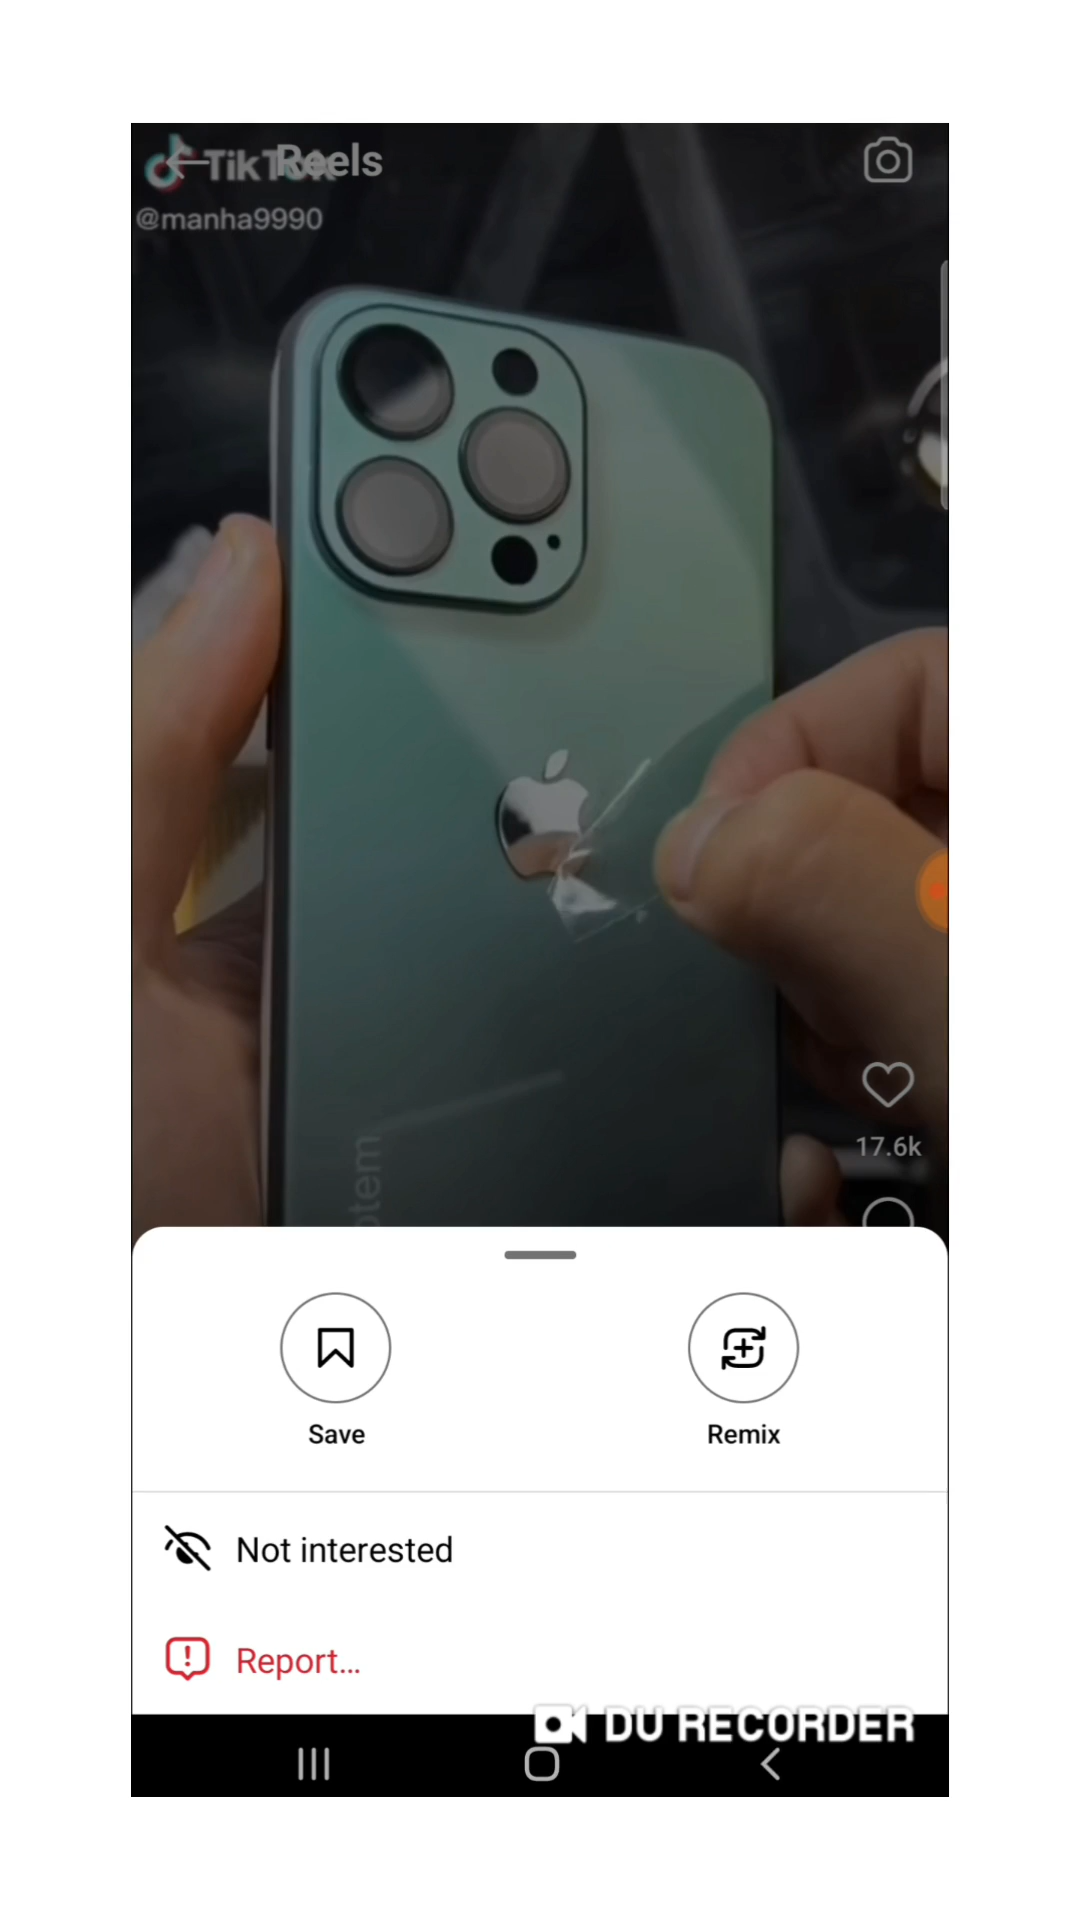 TikTok
Reels
@manha9990
17.6k
Save
Remix
Not interested
Report...
DU RECORDER